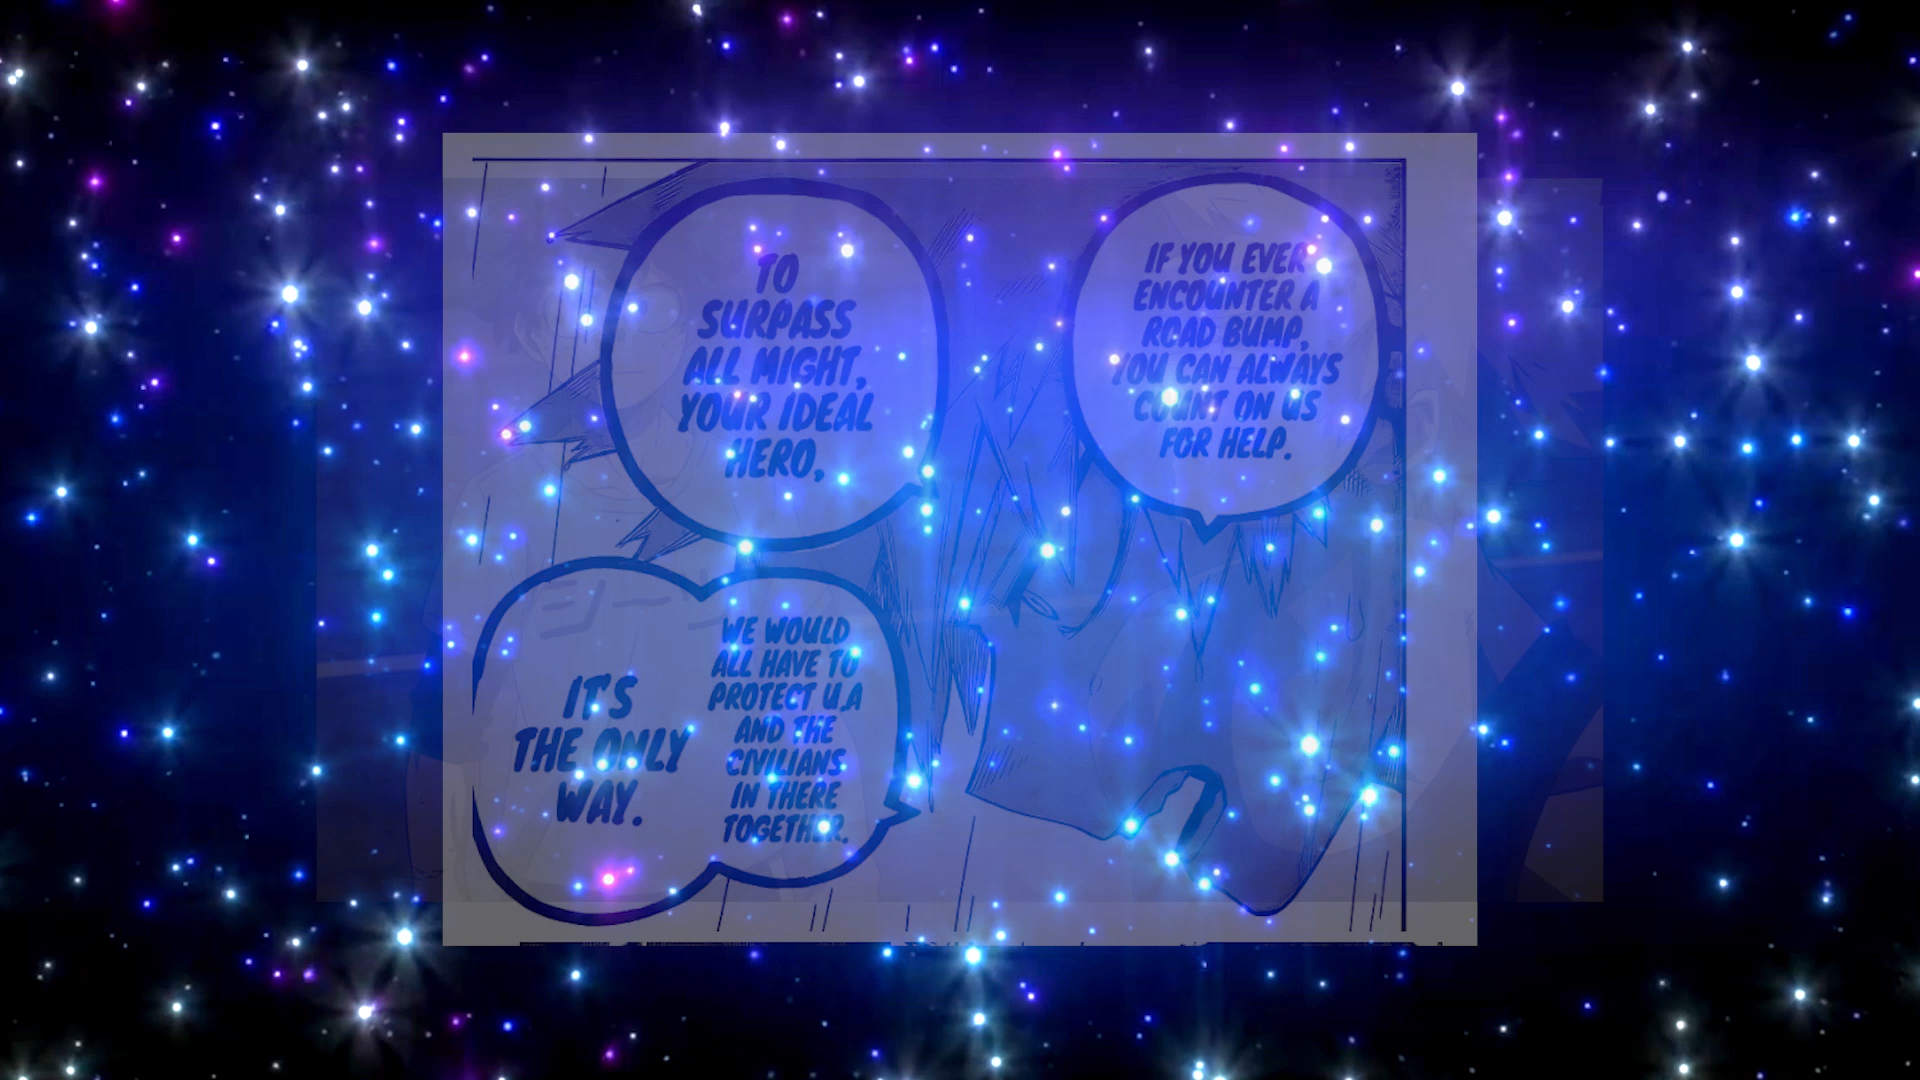 IF YOU EVER
ENCOUNTER A
ROAD BUMP,
YOU CAN ALWAYS
COUNT ON US
FOR HELP.
TO
SURPASS
ALL MIGHT,
YOUR IDEAL
HERO,
WE WOULD
ALL HAVE TO
PROTECT U.A
AND THE
CIVILIANS
IN THERE
TOGETHER.
IT'S
THE ONLY
WAY.